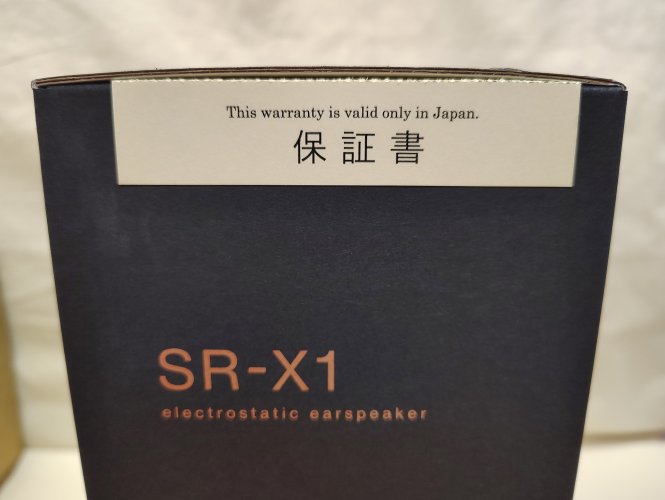 This warranty is valid only in Japan.
保証書
SR-X1
electrostatic earspeaker